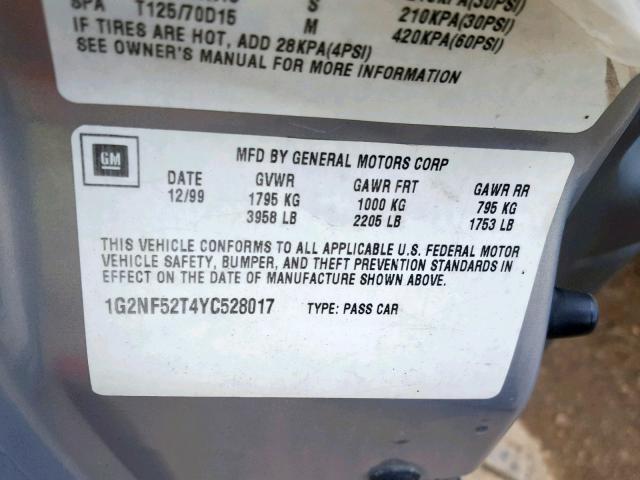 SPA T125/70D15 S 210KPA(30PSI)
M 420KPA(60PSI)
IF TIRES ARE HOT, ADD 28KPA(4PSI)
SEE OWNER'S MANUAL FOR MORE INFORMATION
GM
MFD BY GENERAL MOTORS CORP
DATE GVWR GAWR FRT GAWR RR
12/99 1795 KG 1000 KG 795 KG
3958 LB 2205 LB 1753 LB
THIS VEHICLE CONFORMS TO ALL APPLICABLE U.S. FEDERAL MOTOR
VEHICLE SAFETY, BUMPER, AND THEFT PREVENTION STANDARDS IN
EFFECT ON THE DATE OF MANUFACTURE SHOWN ABOVE.
1G2NF52T4YC528017 TYPE: PASS CAR